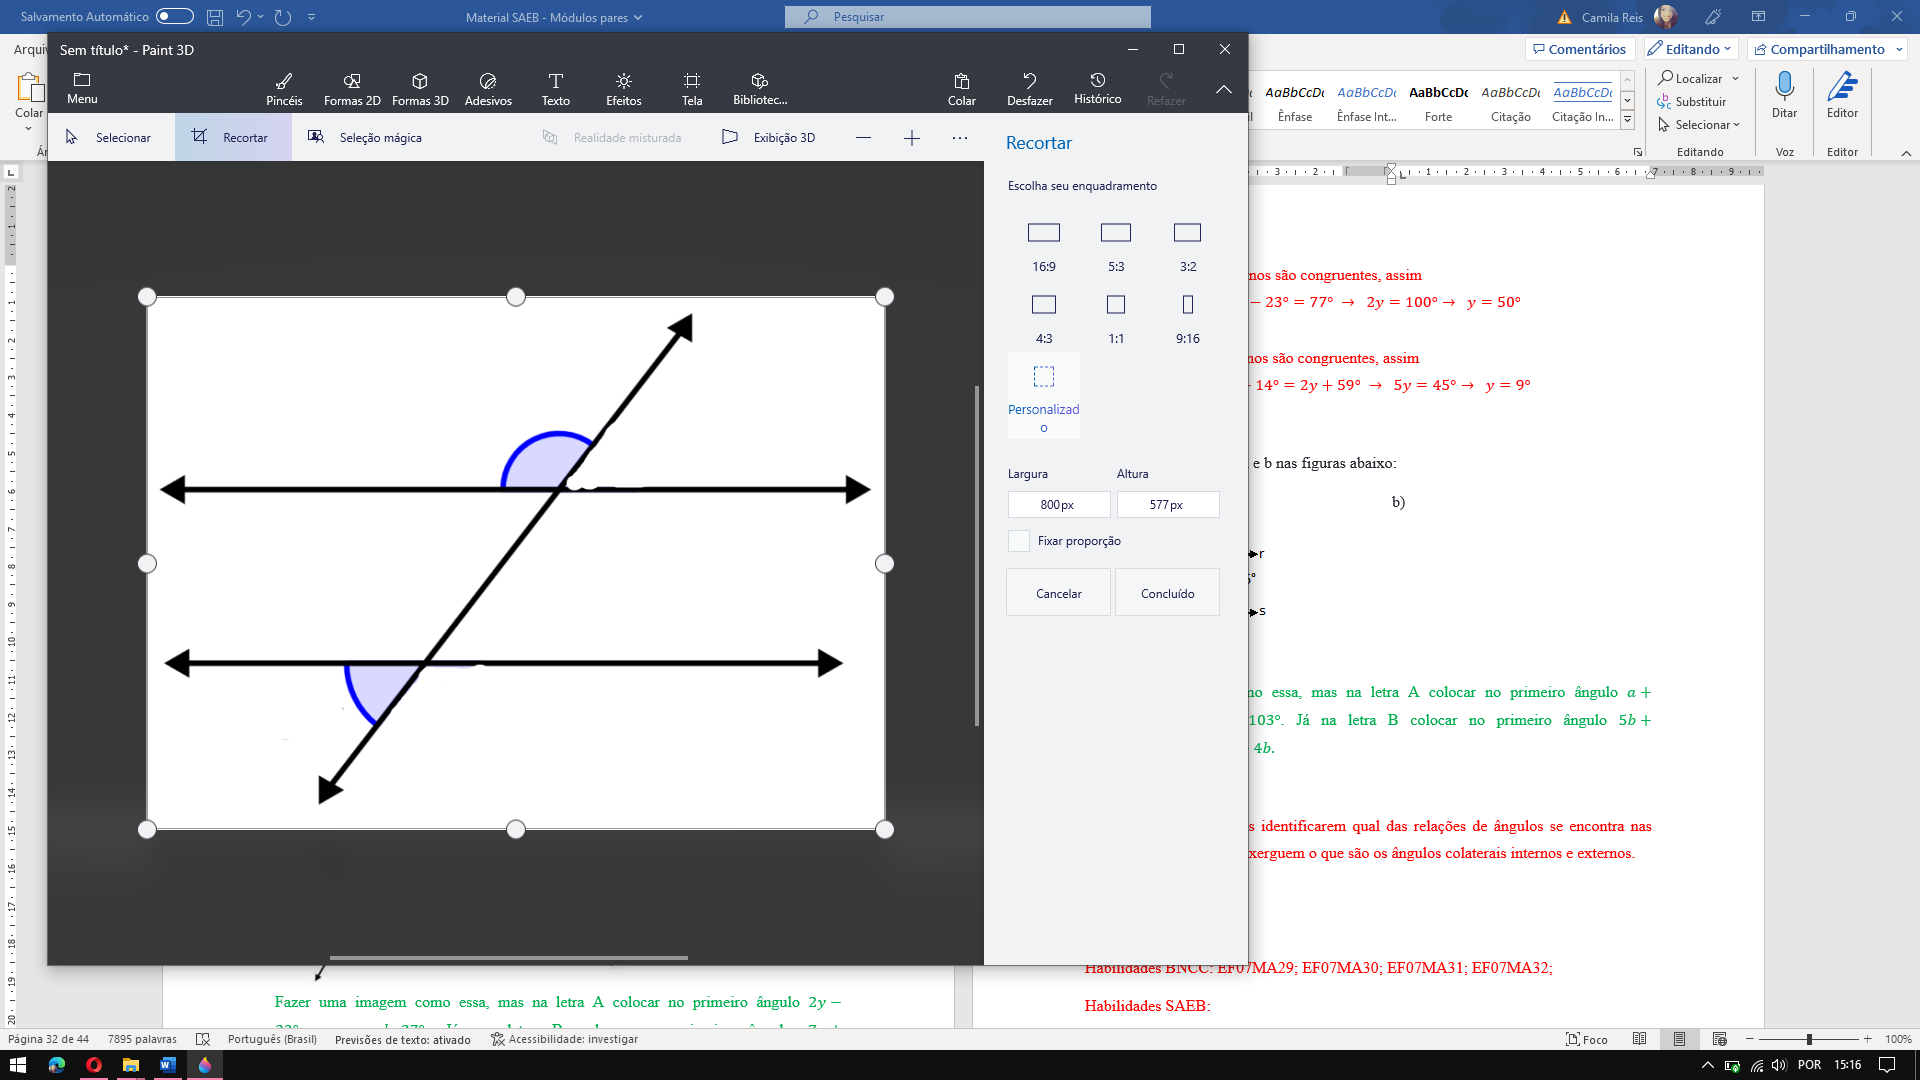 Salvamento Automático
Material SAEB - Módulos pares
Pesquisar
Camila Reis
Sem título* - Paint 3D
Comentários
Editando
Compartilhamento
Menu
Pincéis
Formas 2D
Formas 3D
Adesivos
Texto
Efeitos
Tela
Bibliotec...
Colar
Desfazer
Histórico
Refazer
Selecionar
Recortar
Seleção mágica
Realidade misturada
Exibição 3D
Colar
AaBbCcDc
AaBbCcDc
AaBbCcDc
AaBbCcDc
AaBbCcDc
Ênfase
Ênfase Int...
Forte
Citação
Citação In...
Localizar
Substituir
Selecionar
Editando
Ditar
Voz
Editor
Editor
Recortar
Escolha seu enquadramento
16:9
5:3
3:2
4:3
1:1
9:16
Personalizad
o
Largura
Altura
800px
577px
Fixar proporção
Cancelar
Concluído
nos são congruentes, assim
− 23° = 77° → 2y = 100° → y = 50°
nos são congruentes, assim
14° = 2y + 59° → 5y = 45° → y = 9°
e b nas figuras abaixo:
b)
r
s
essa, mas na letra A colocar no primeiro ângulo a +
103°. Já na letra B colocar no primeiro ângulo 5b +
4b.
s identificarem qual das relações de ângulos se encontra nas
xerguem o que são os ângulos colaterais internos e externos.
Habilidades BNCC: EF07MA29; EF07MA30; EF07MA31; EF07MA32;
Habilidades SAEB:
Fazer uma imagem como essa, mas na letra A colocar no primeiro ângulo 2y −
Página 32 de 44
7895 palavras
Português (Brasil)
Previsões de texto: ativado
Acessibilidade: investigar
Foco
100%
POR
15:16